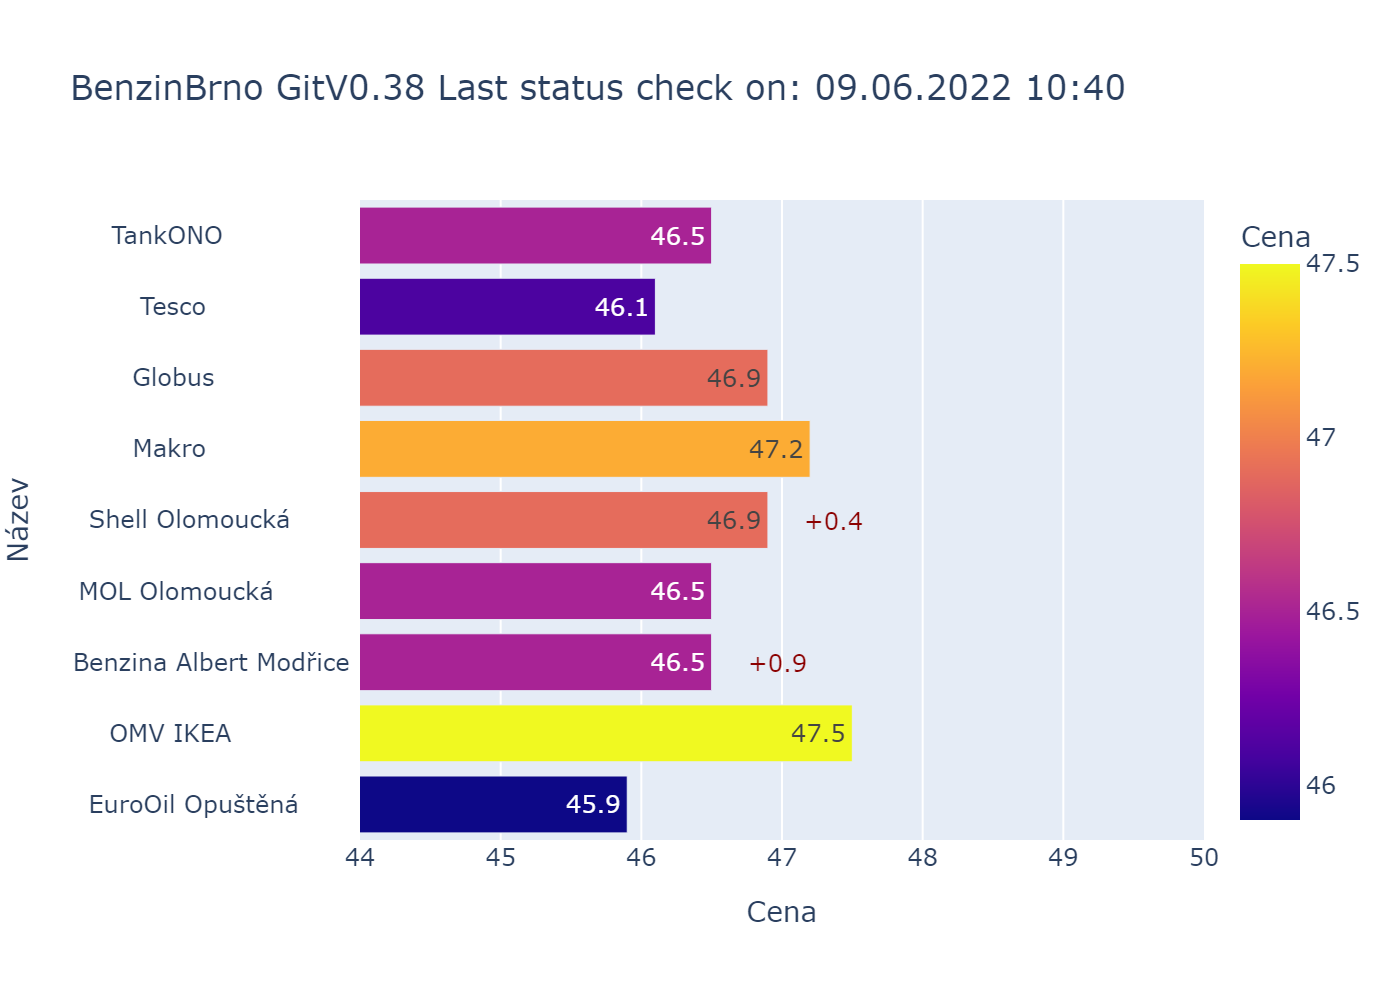 BenzinBrno GitV0.38 Last status check on: 09.06.2022 10:40
TankONO 46.5
Tesco 46.1
Globus 46.9
Makro 47.2
Shell Olomoucká 46.9 +0.4
MOL Olomoucká 46.5
Benzina Albert Modřice 46.5 +0.9
OMV IKEA 47.5
EuroOil Opuštěná 45.9
44 45 46 47 48 49 50
Cena
Název
Cena
47.5
47
46.5
46